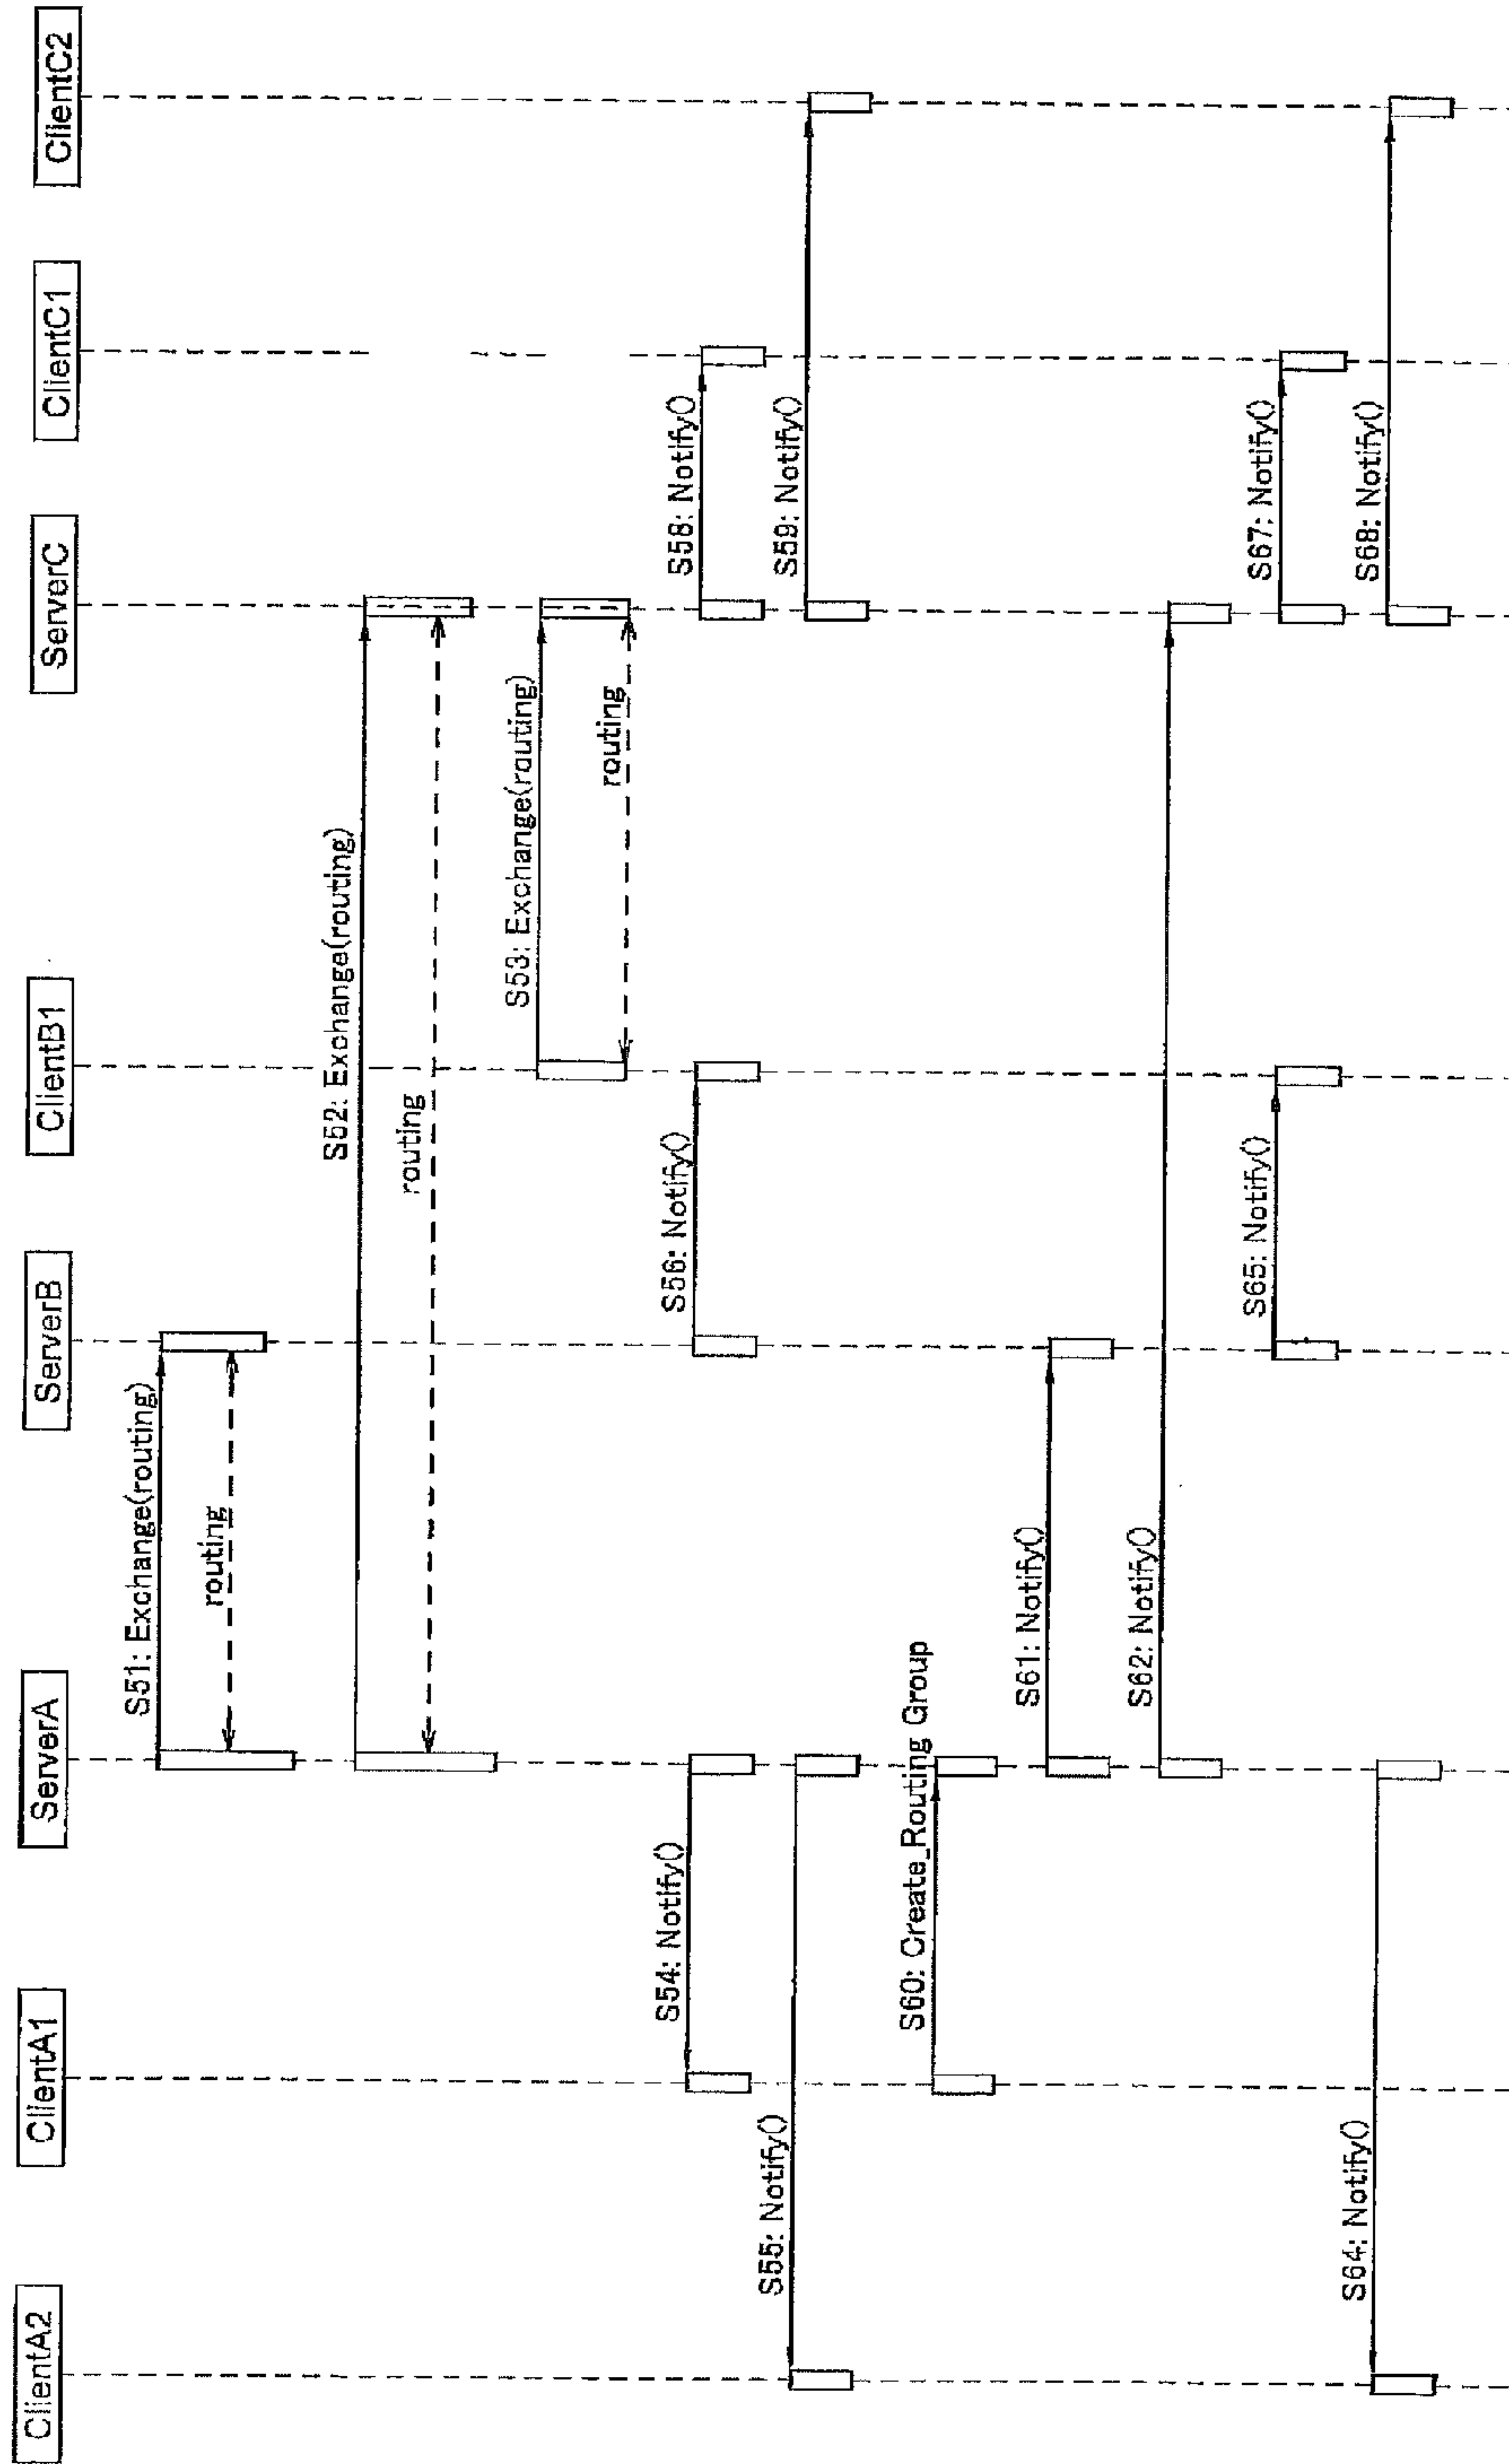 ClientA2
ClientA1
ServerA
ServerB
ClientB1
ServerC
ClientC1
ClientC2
S51: Exchange(routing)
routing
S52: Exchange(routing)
routing
S53: Exchange(routing)
routing
S54: Notify()
S56: Notify()
S58: Notify()
S55: Notify()
S59: Notify()
S60: Create_Routing Group
S61: Notify()
S62: Notify()
S65: Notify()
S67: Notify()
S64: Notify()
S68: Notify()